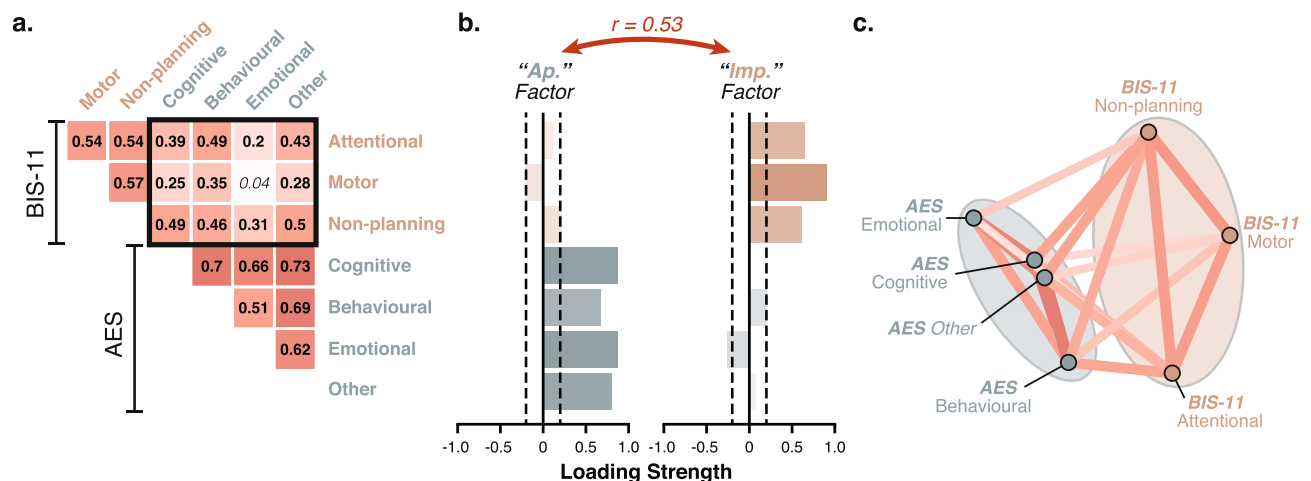 a.
Motor
Non-planning
Cognitive
Behavioural
Emotional
Other
BIS-11
AES
0.54 0.54 0.39 0.49 0.2 0.43 Attentional
0.57 0.25 0.35 0.04 0.28 Motor
0.49 0.46 0.31 0.5 Non-planning
0.7 0.66 0.73 Cognitive
0.51 0.69 Behavioural
0.62 Emotional
Other
b.
r = 0.53
“Ap.”
Factor
“Imp.”
Factor
-1.0 -0.5 0 0.5 1.0
-1.0 -0.5 0 0.5 1.0
Loading Strength
c.
BIS-11
Non-planning
AES
Emotional
BIS-11
Motor
AES
Cognitive
AES Other
AES
Behavioural
BIS-11
Attentional